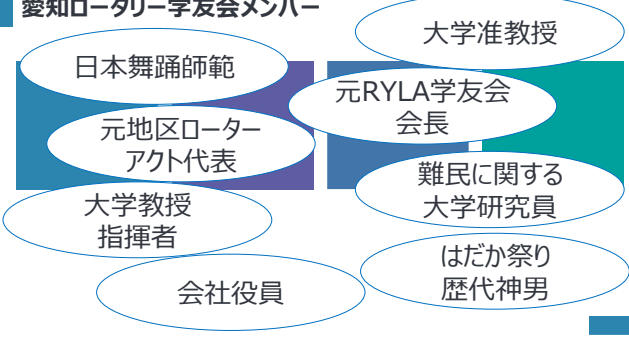 愛知ロータリー学友会メンバー
大学准教授
日本舞踊師範
元RYLA学友会
会長
元地区ローター
アクト代表
難民に関する
大学研究員
大学教授
指揮者
はだか祭り
歴代神男
会社役員